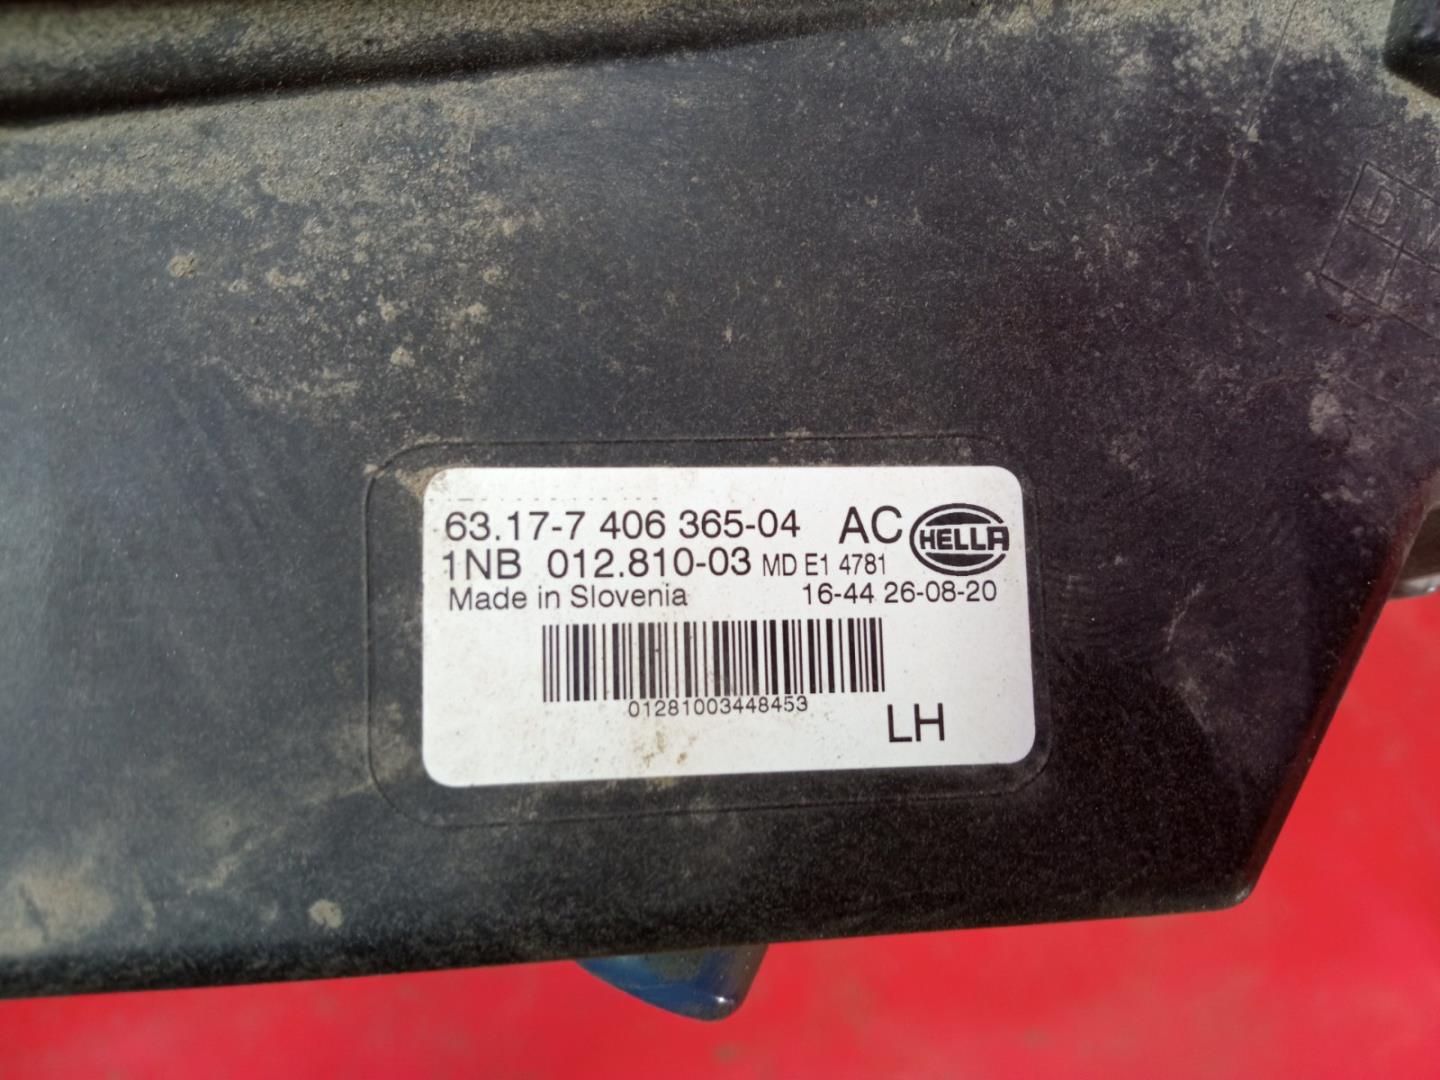 63.17-7 406 365-04 AC HELLA
1NB 012.810-03 MD E1 4781
Made in Slovenia 16-44 26-08-20
01281003448453
LH